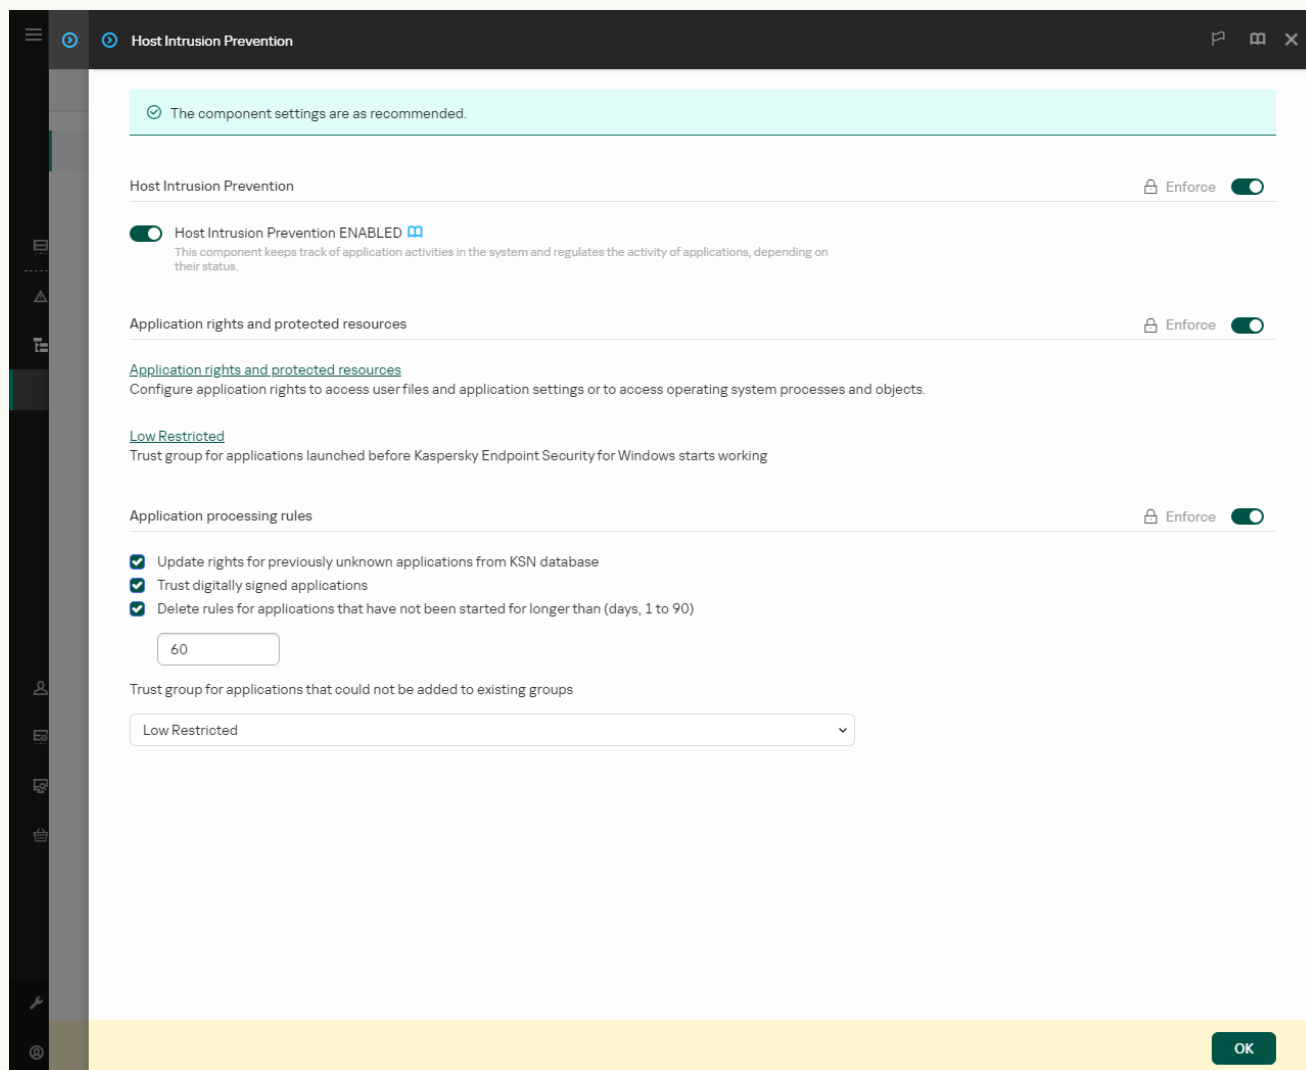 Host Intrusion Prevention
The component settings are as recommended.
Host Intrusion Prevention
Enforce
Host Intrusion Prevention ENABLED
This component keeps track of application activities in the system and regulates the activity of applications, depending on
their status.
Application rights and protected resources
Enforce
Application rights and protected resources
Configure application rights to access user files and application settings or to access operating system processes and objects.
Low Restricted
Trust group for applications launched before Kaspersky Endpoint Security for Windows starts working
Application processing rules
Enforce
Update rights for previously unknown applications from KSN database
Trust digitally signed applications
Delete rules for applications that have not been started for longer than (days, 1 to 90)
60
Trust group for applications that could not be added to existing groups
Low Restricted
OK